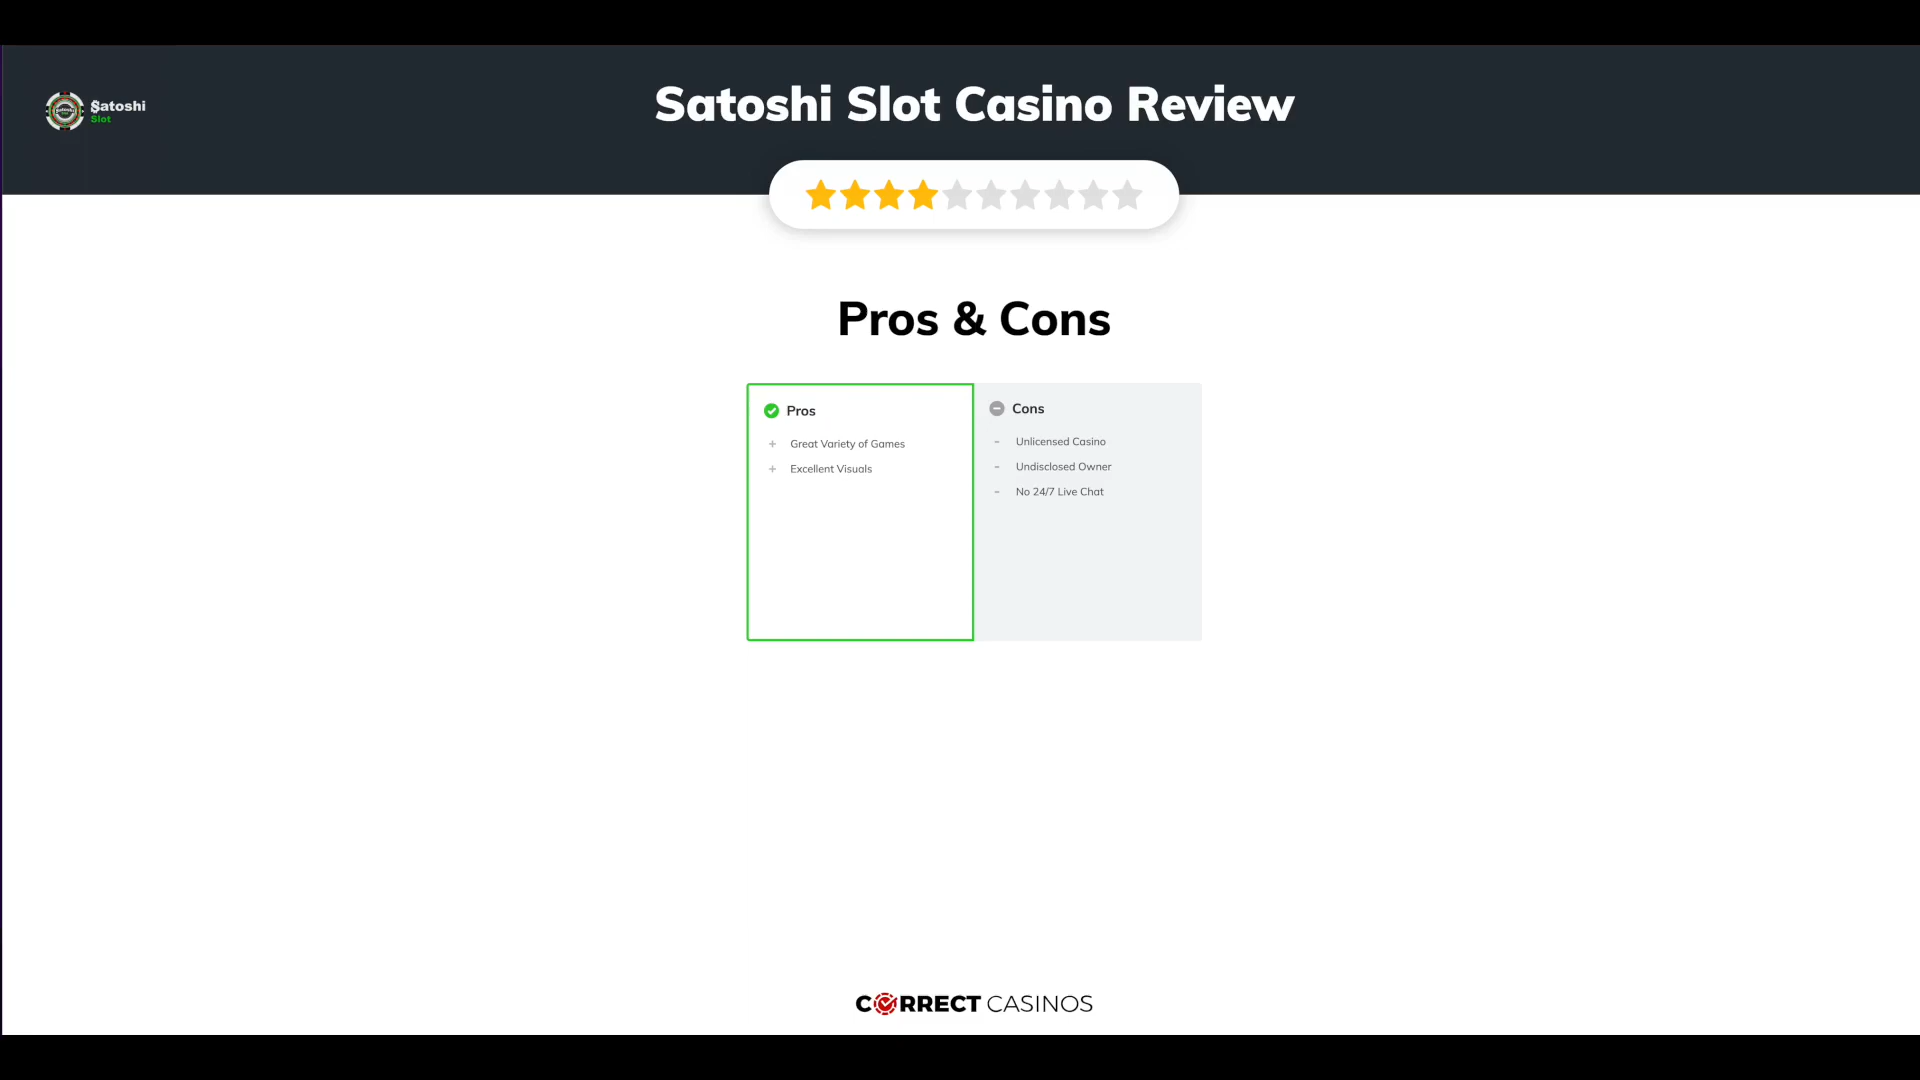 Satoshi
Slot
Satoshi Slot Casino Review
Pros & Cons
Pros
+ Great Variety of Games
+ Excellent Visuals
Cons
- Unlicensed Casino
- Undisclosed Owner
- No 24/7 Live Chat
CORRECT CASINOS